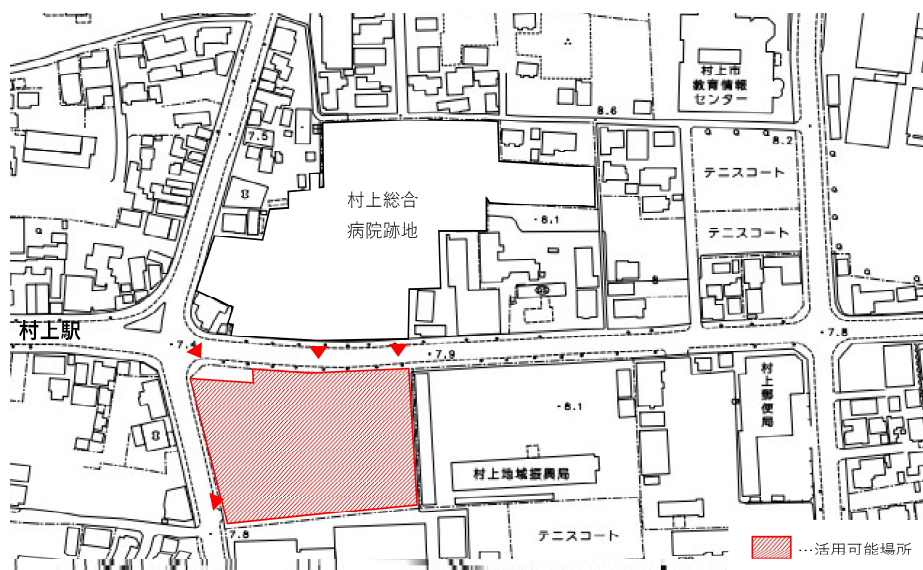 村上市
教育情報
センター
8.6
7.5
8.2
テニスコート
村上総合
病院跡地
8.1
テニスコート
村上駅
7.4
7.9
7.8
村上郵便局
8.1
村上地域振興局
7.8
テニスコート
…活用可能場所